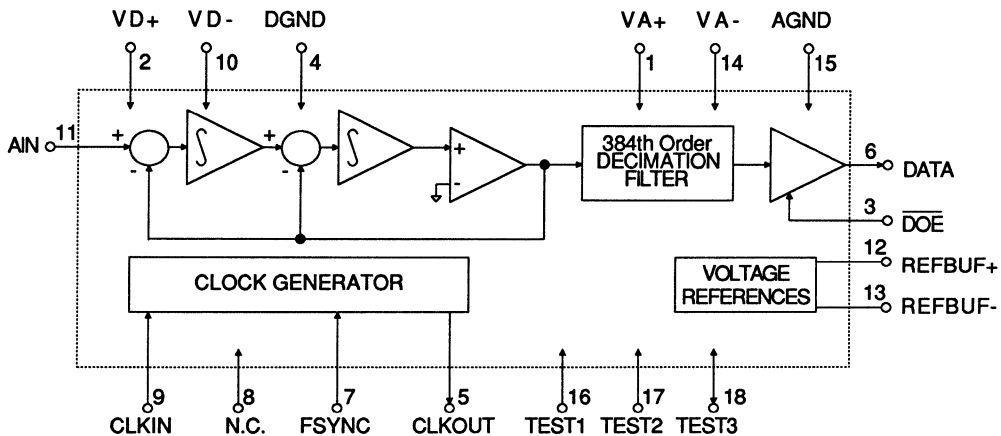 VD+ VD- DGND VA+ VA- AGND
2 10 4 1 14 15
AIN 11 + - + - + -
384th Order
DECIMATION
FILTER
6 DATA
3 DOE
12 REFBUF+
13 REFBUF-
CLOCK GENERATOR
VOLTAGE
REFERENCES
9 8 7 5 16 17 18
CLKIN N.C. FSYNC CLKOUT TEST1 TEST2 TEST3